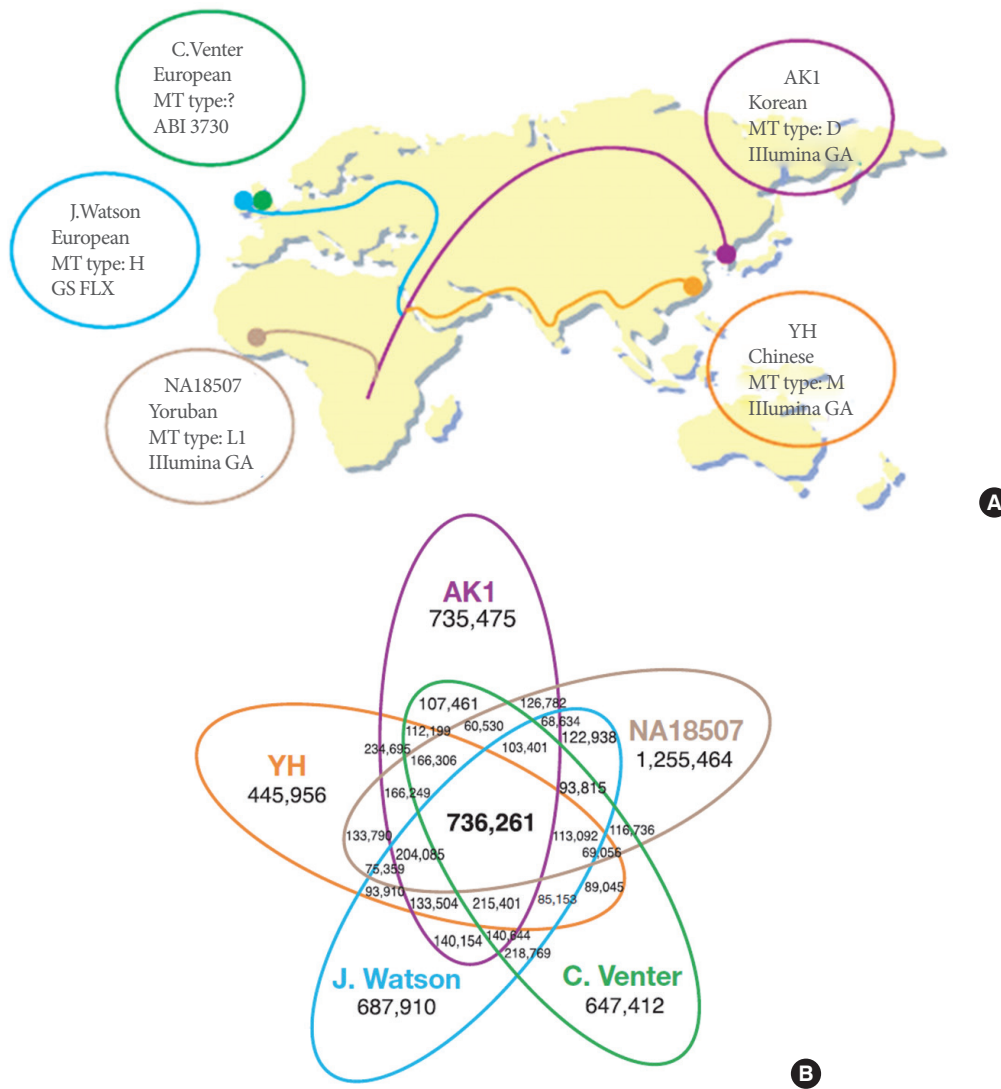 C.Venter
European
MT type:?
ABI 3730
AK1
Korean
MT type: D
IIlumina GA
J.Watson
European
MT type: H
GS FLX
YH
Chinese
MT type: M
IIlumina GA
NA18507
Yoruban
MT type: L1
IIlumina GA
A
AK1
735,475
107,461
126,782
112,199
60,530
68,634
122,938
NA18507
1,255,464
234,695
166,306
103,401
YH
445,956
166,249
93,815
736,261
133,790
113,092
116,736
204,085
69,056
75,359
93,910
89,045
133,504
215,401
85,153
140,154
140,644
218,769
J. Watson
687,910
C. Venter
647,412
B